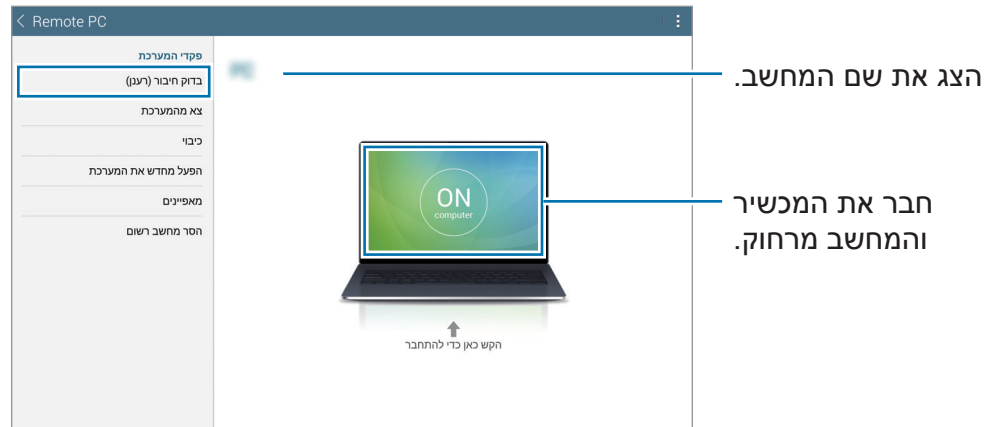 Remote PC
פקדי המערכת
בדוק חיבור (רענן)
צא מהמערכת
כיבוי
הפעל מחדש את המערכת
מאפיינים
הסר מחשב רשום
PC
הצג את שם המחשב.
ON
computer
חבר את המכשיר
והמחשב מרחוק.
הקש כאן כדי להתחבר